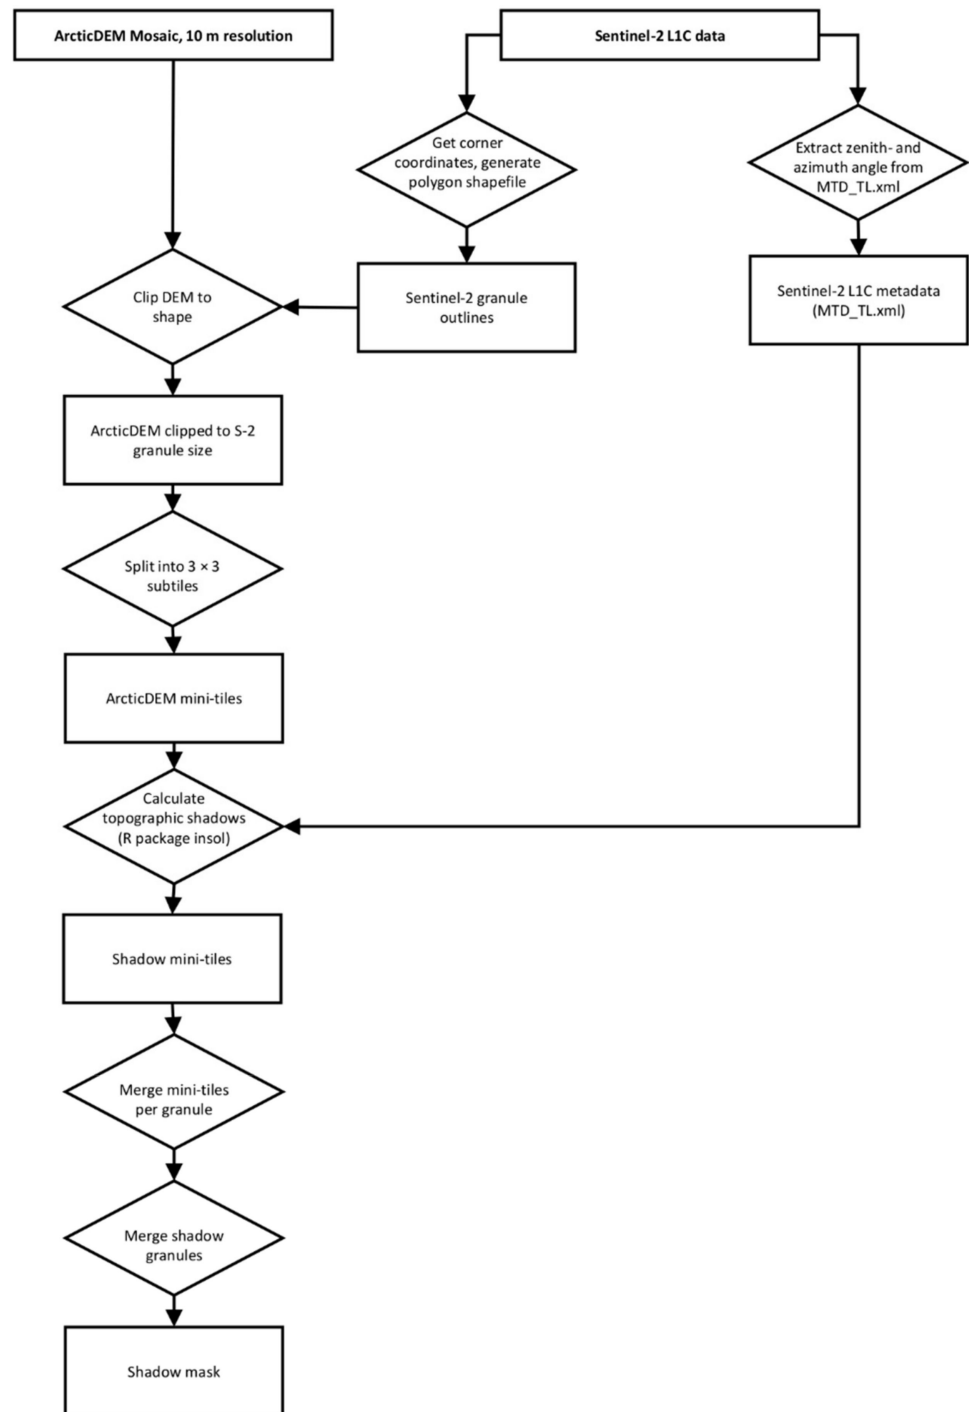 ArcticDEM Mosaic, 10 m resolution
Sentinel-2 L1C data
Get corner
coordinates, generate
polygon shapefile
Extract zenith- and
azimuth angle from
MTD_TL.xml
Clip DEM to
shape
Sentinel-2 granule
outlines
Sentinel-2 L1C metadata
(MTD_TL.xml)
ArcticDEM clipped to S-2
granule size
Split into 3 × 3
subtiles
ArcticDEM mini-tiles
Calculate
topographic shadows
(R package insol)
Shadow mini-tiles
Merge mini-tiles
per granule
Merge shadow
granules
Shadow mask